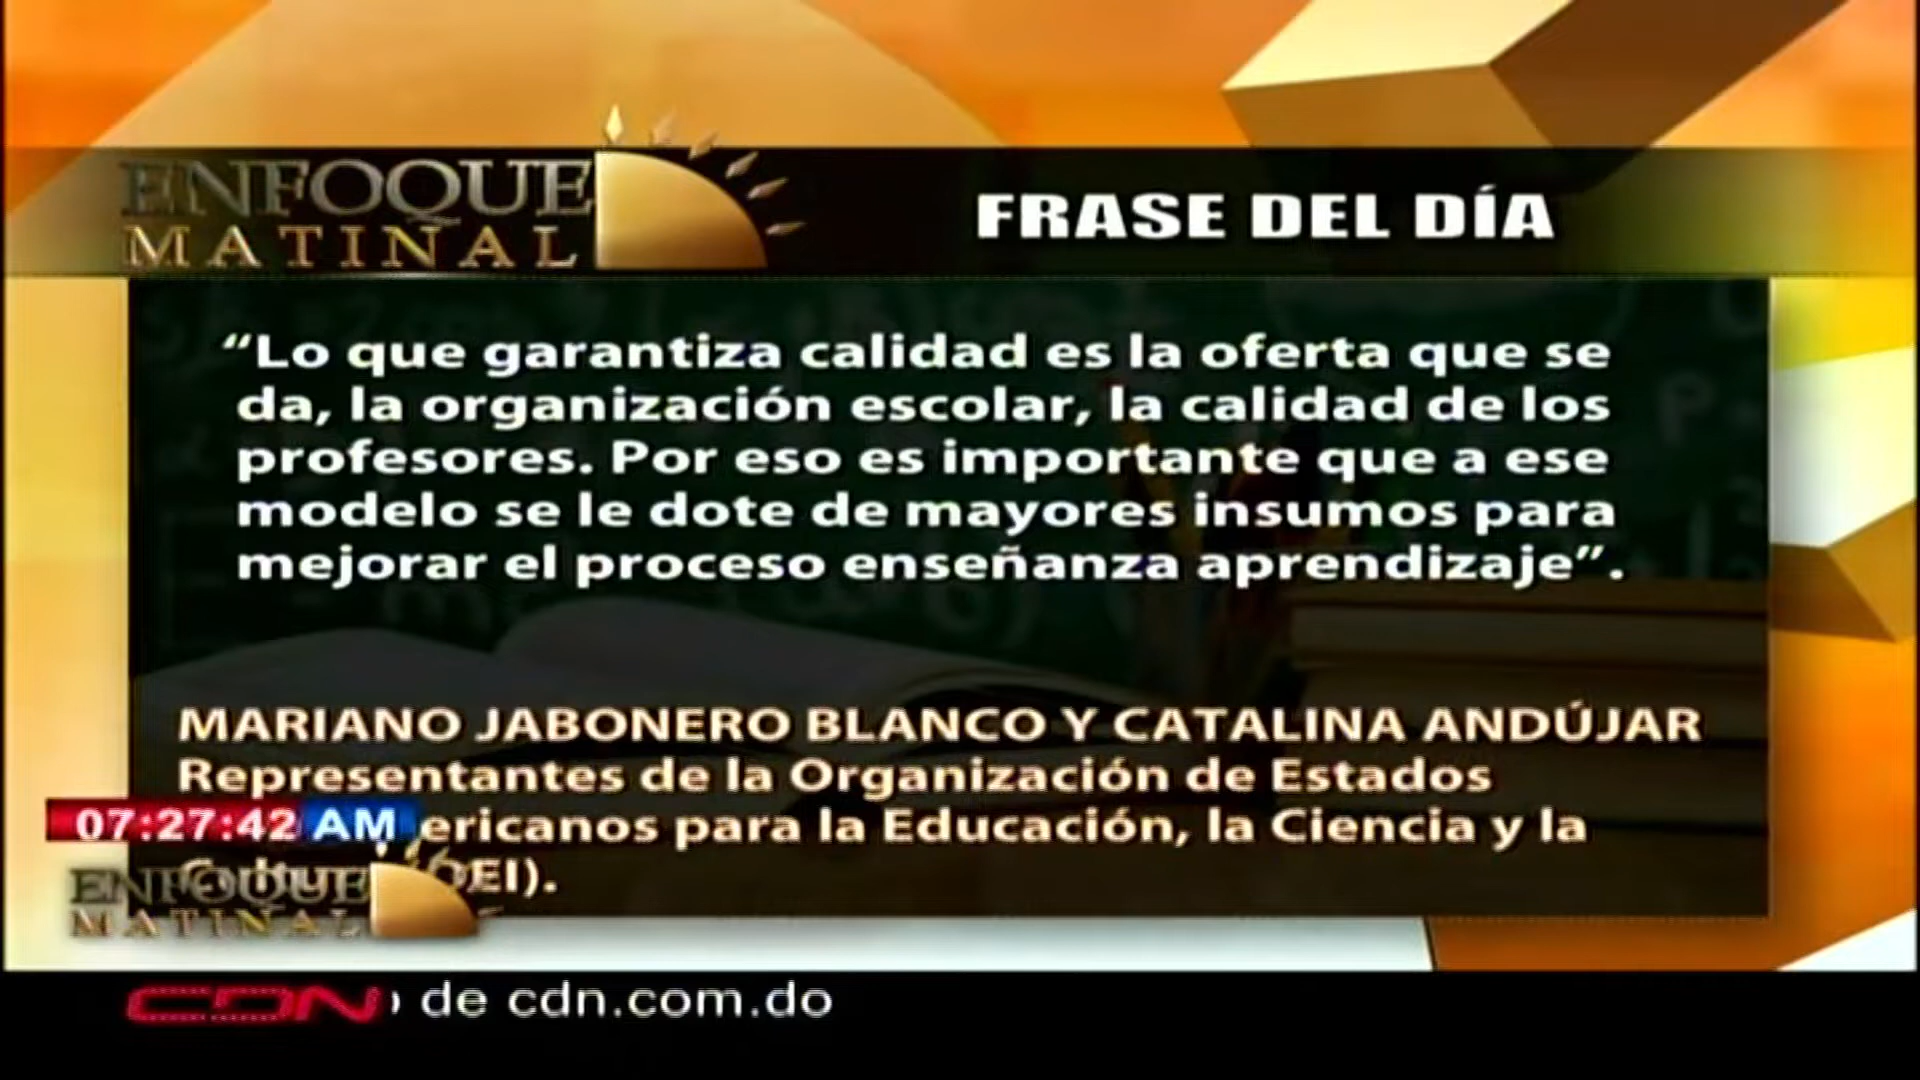 ENFOQUE
MATINAL
FRASE DEL DÍA
“Lo que garantiza calidad es la oferta que se
da, la organización escolar, la calidad de los
profesores. Por eso es importante que a ese
modelo se le dote de mayores insumos para
mejorar el proceso enseñanza aprendizaje”.
MARIANO JABONERO BLANCO Y CATALINA ANDÚJAR
Representantes de la Organización de Estados
07:27:42 AM
ericanos para la Educación, la Ciencia y la
OEI).
ENFOQUE
MATINAL
CDN
de cdn.com.do